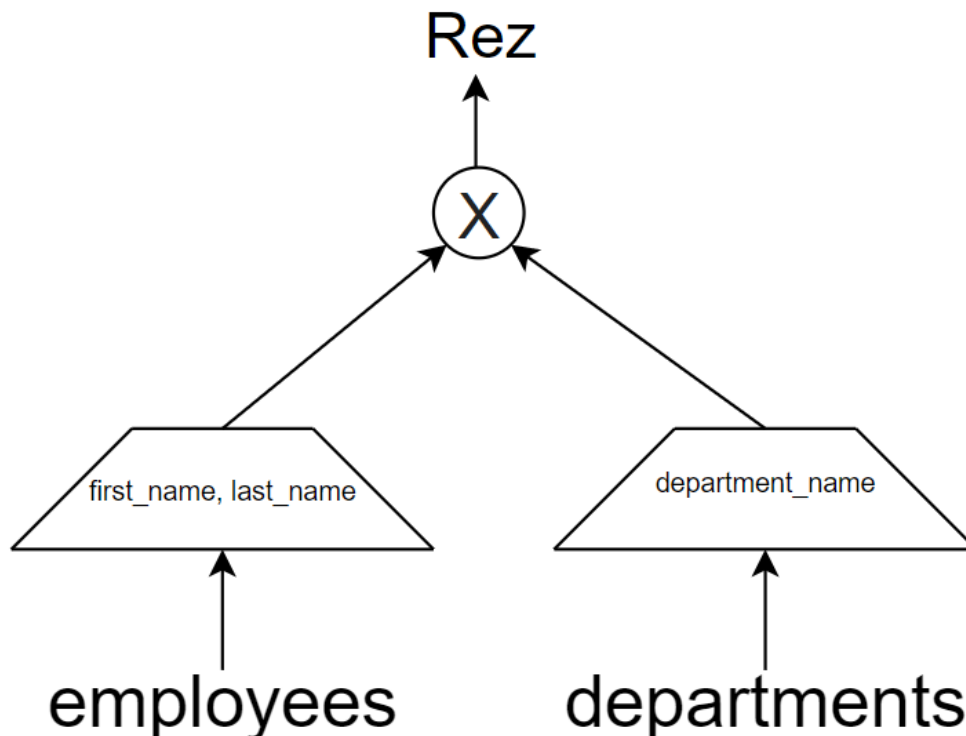 Rez
X
first_name, last_name
department_name
employees
departments